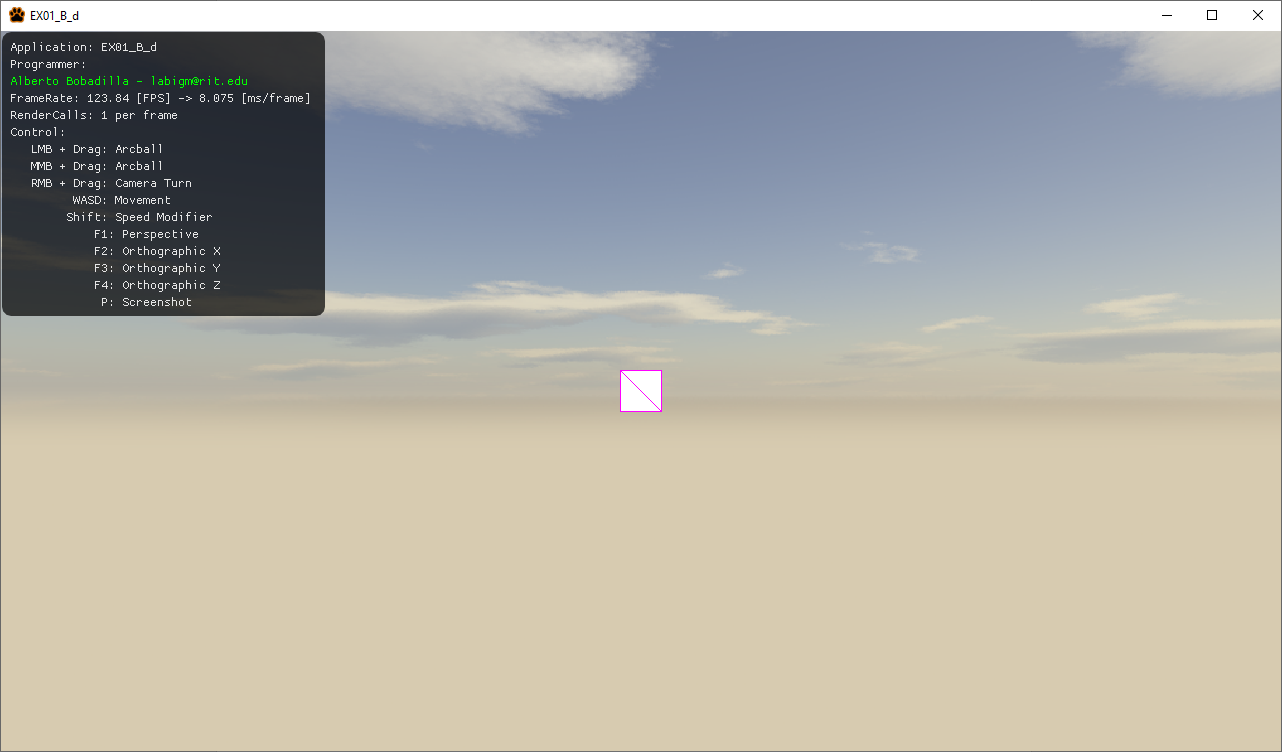 EX01_B_d
Application: EX01_B_d
Programmer:
Alberto Bobadilla - labigm@rit.edu
FrameRate: 123.84 [FPS] -> 8.075 [ms/frame]
RenderCalls: 1 per frame
Control:
LMB + Drag: Arcball
MMB + Drag: Arcball
RMB + Drag: Camera Turn
WASD: Movement
Shift: Speed Modifier
F1: Perspective
F2: Orthographic X
F3: Orthographic Y
F4: Orthographic Z
P: Screenshot